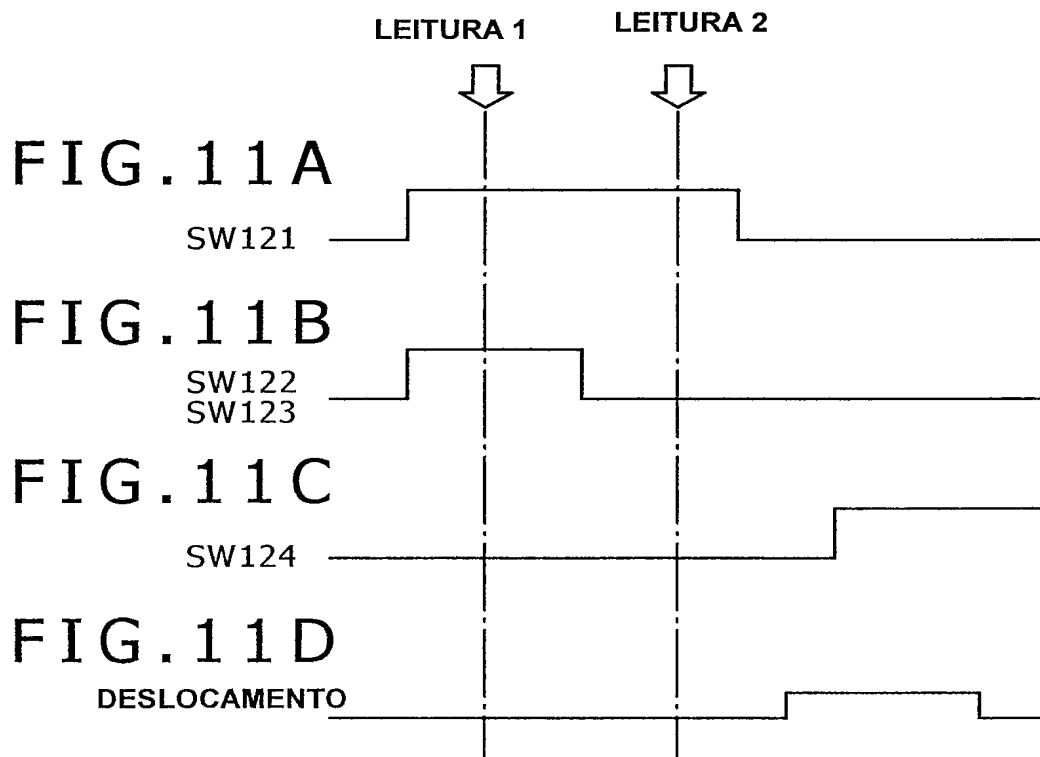 LEITURA 1
LEITURA 2
FIG.11A
SW121
FIG.11B
SW122
SW123
FIG.11C
SW124
FIG.11D
DESLOCAMENTO